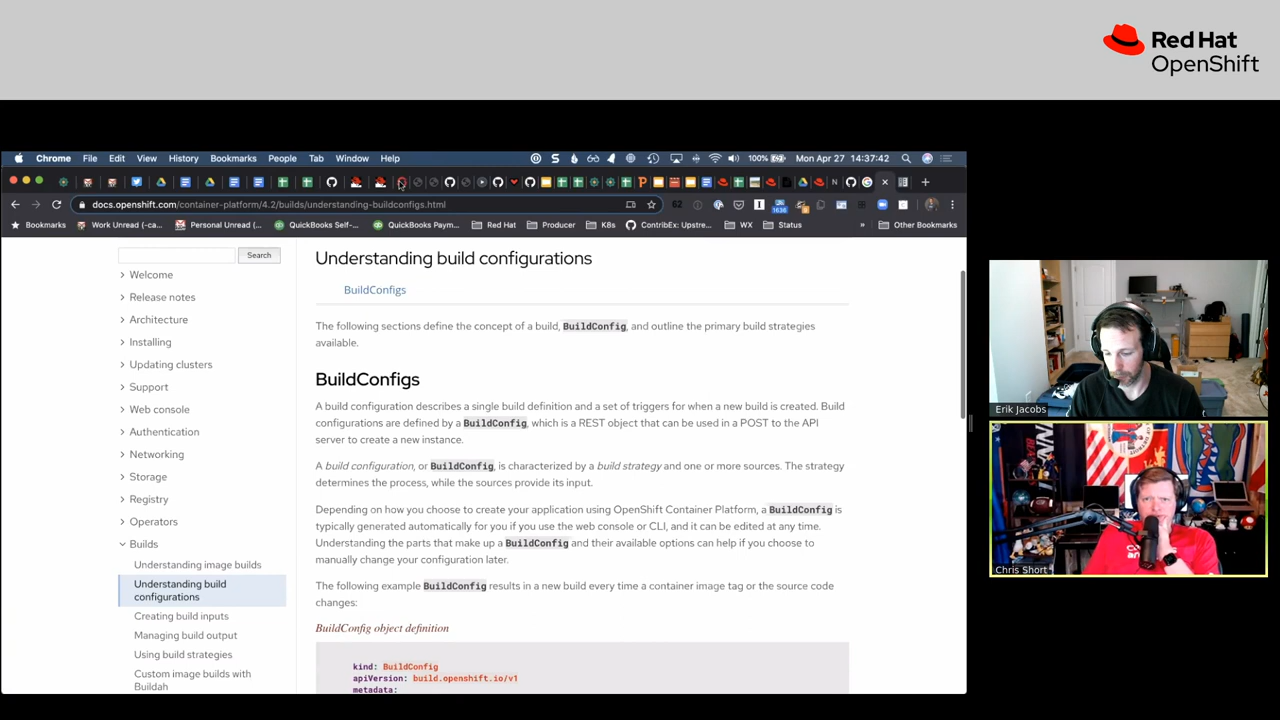 Red Hat
OpenShift
Chrome File Edit View History Bookmarks People Tab Window Help 100% Mon Apr 27 14:37:42
docs.openshift.com/container-platform/4.2/builds/understanding-buildconfigs.html
Bookmarks Work Unread (-ca... Personal Unread (... QuickBooks Self-... QuickBooks Paym... Red Hat Producer K8s ContribEx: Upstre... WX Status » Other Bookmarks
Search
Welcome
Release notes
Architecture
Installing
Updating clusters
Support
Web console
Authentication
Networking
Storage
Registry
Operators
Builds
Understanding image builds
Understanding build
configurations
Creating build inputs
Managing build output
Using build strategies
Custom image builds with
Buildah
Understanding build configurations
BuildConfigs
The following sections define the concept of a build, BuildConfig, and outline the primary build strategies
available.
BuildConfigs
A build configuration describes a single build definition and a set of triggers for when a new build is created. Build
configurations are defined by a BuildConfig, which is a REST object that can be used in a POST to the API
server to create a new instance.
A build configuration, or BuildConfig, is characterized by a build strategy and one or more sources. The strategy
determines the process, while the sources provide its input.
Depending on how you choose to create your application using OpenShift Container Platform, a BuildConfig is
typically generated automatically for you if you use the web console or CLI, and it can be edited at any time.
Understanding the parts that make up a BuildConfig and their available options can help if you choose to
manually change your configuration later.
The following example BuildConfig results in a new build every time a container image tag or the source code
changes:
BuildConfig object definition
kind: BuildConfig
apiVersion: build.openshift.io/v1
metadata:
Erik Jacobs
Chris Short